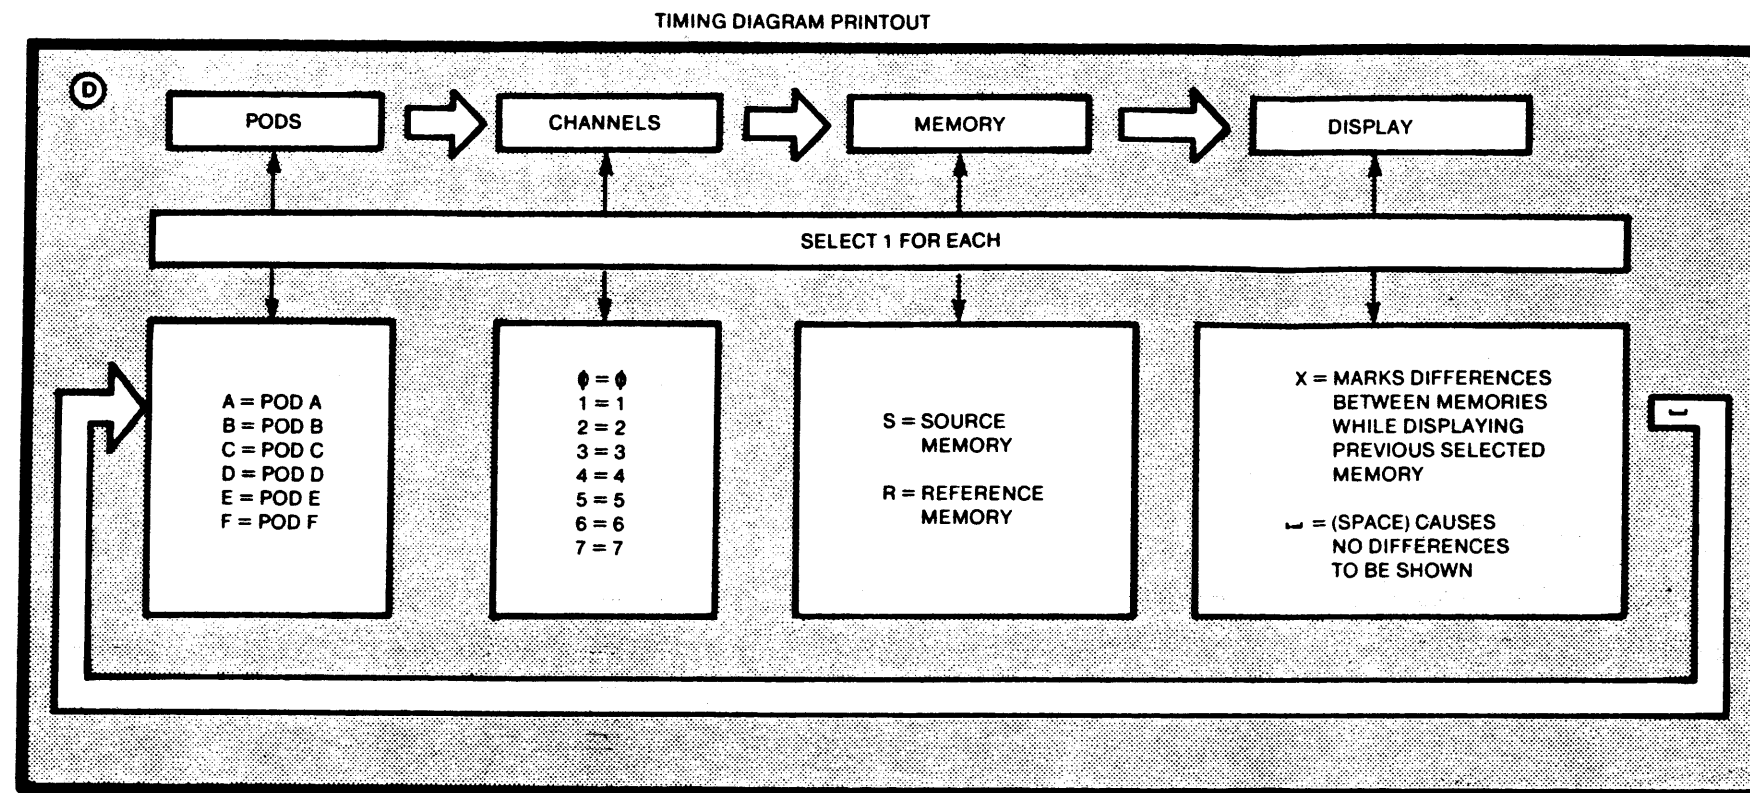 TIMING DIAGRAM PRINTOUT
D
PODS
CHANNELS
MEMORY
DISPLAY
SELECT 1 FOR EACH
A = POD A
B = POD B
C = POD C
D = POD D
E = POD E
F = POD F
0 = 0
1 = 1
2 = 2
3 = 3
4 = 4
5 = 5
6 = 6
7 = 7
S = SOURCE
MEMORY
R = REFERENCE
MEMORY
X = MARKS DIFFERENCES
BETWEEN MEMORIES
WHILE DISPLAYING
PREVIOUS SELECTED
MEMORY
⎵ = (SPACE) CAUSES
NO DIFFERENCES
TO BE SHOWN
⎵